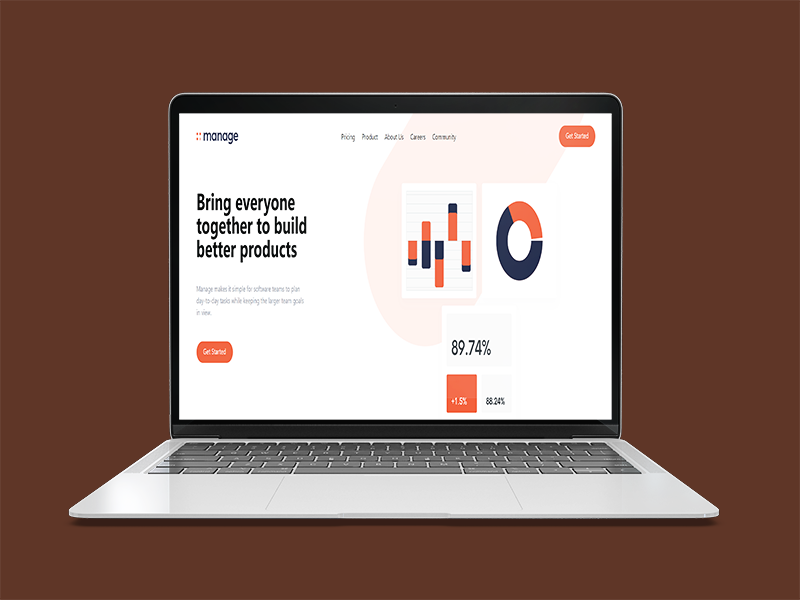 manage
Pricing Product About Us Careers Community
Get Started
Bring everyone
together to build
better products
Manage makes it simple for software teams to plan
day-to-day tasks while keeping the larger team goals
in view.
Get Started
89.74%
+1.5% 88.24%